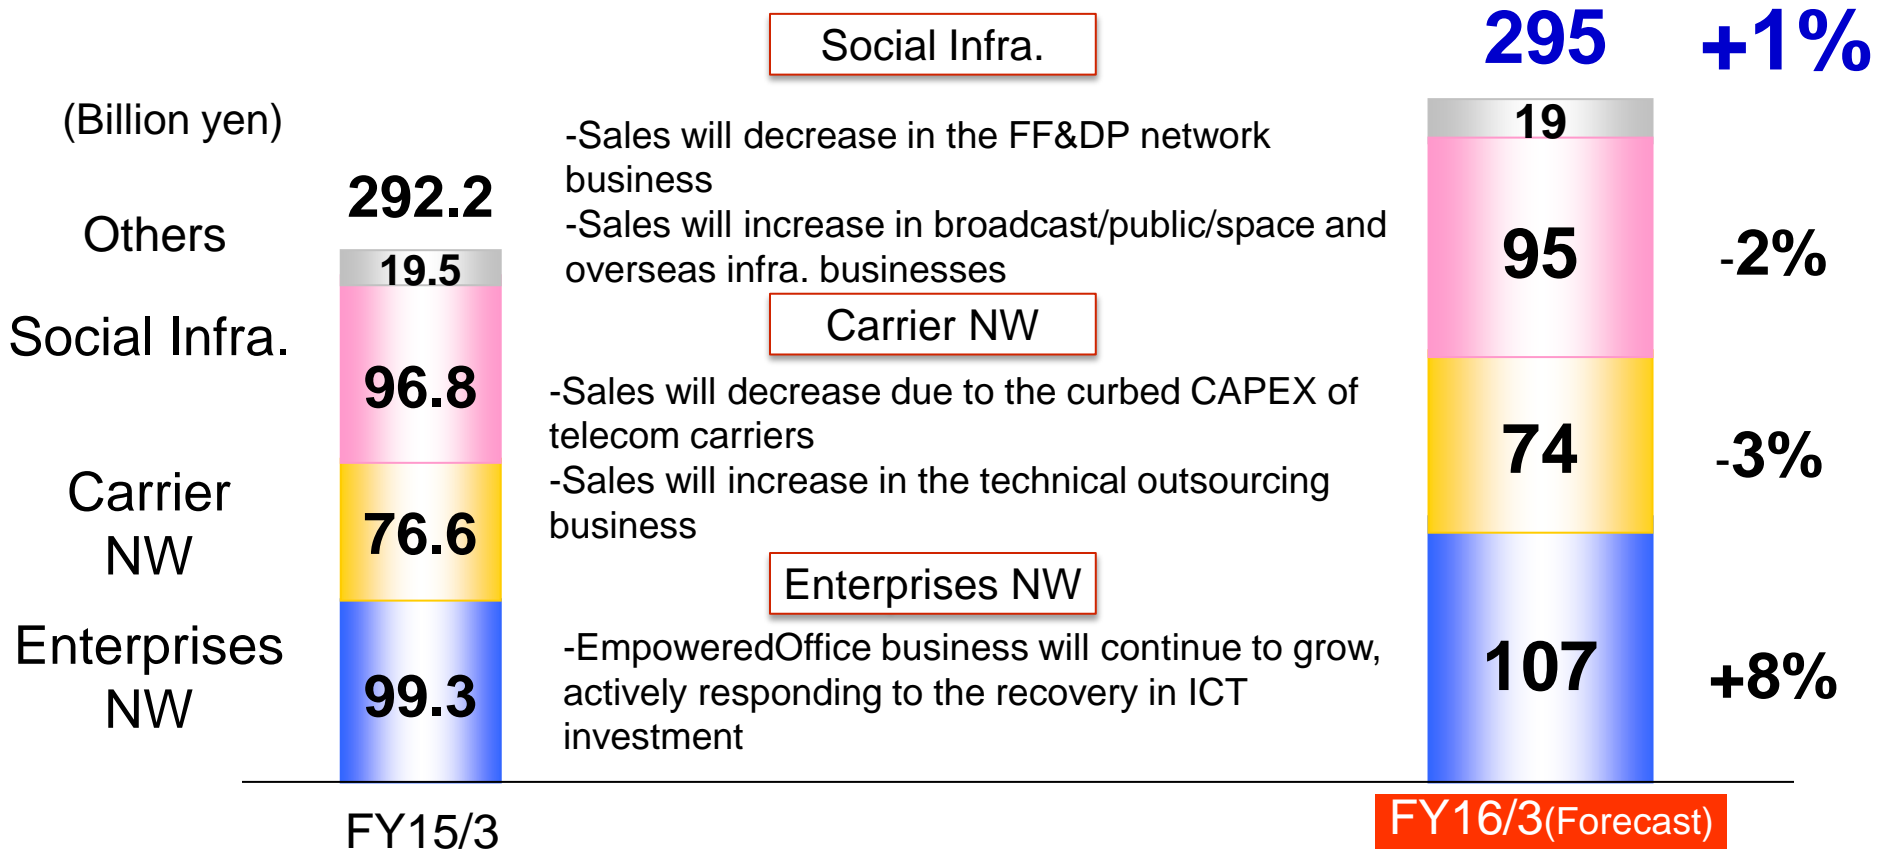 Social Infra.
295 +1%
(Billion yen)
-Sales will decrease in the FF&DP network
business
-Sales will increase in broadcast/public/space and
overseas infra. businesses
292.2
Others
19.5
19
Social Infra.
96.8
95
-2%
Carrier NW
-Sales will decrease due to the curbed CAPEX of
telecom carriers
-Sales will increase in the technical outsourcing
business
Carrier
NW
76.6
74
-3%
Enterprises NW
-EmpoweredOffice business will continue to grow,
actively responding to the recovery in ICT
investment
Enterprises
NW
99.3
107
+8%
FY15/3
FY16/3(Forecast)